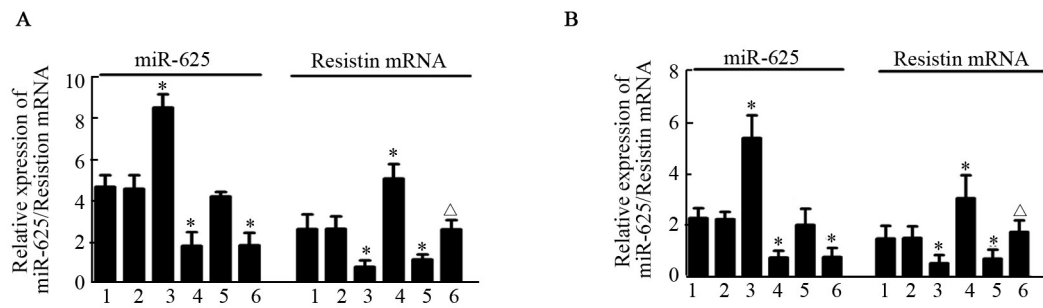 A
miR-625
Resistin mRNA
Relative xpression of
miR-625/Resistion mRNA
10
8
6
4
2
0
*
*
*
*
*
*
△
1 2 3 4 5 6
1 2 3 4 5 6
B
miR-625
Resistin mRNA
Relative expression of
miR-625/Resistin mRNA
8
6
4
2
0
*
*
*
*
*
*
△
1 2 3 4 5 6
1 2 3 4 5 6